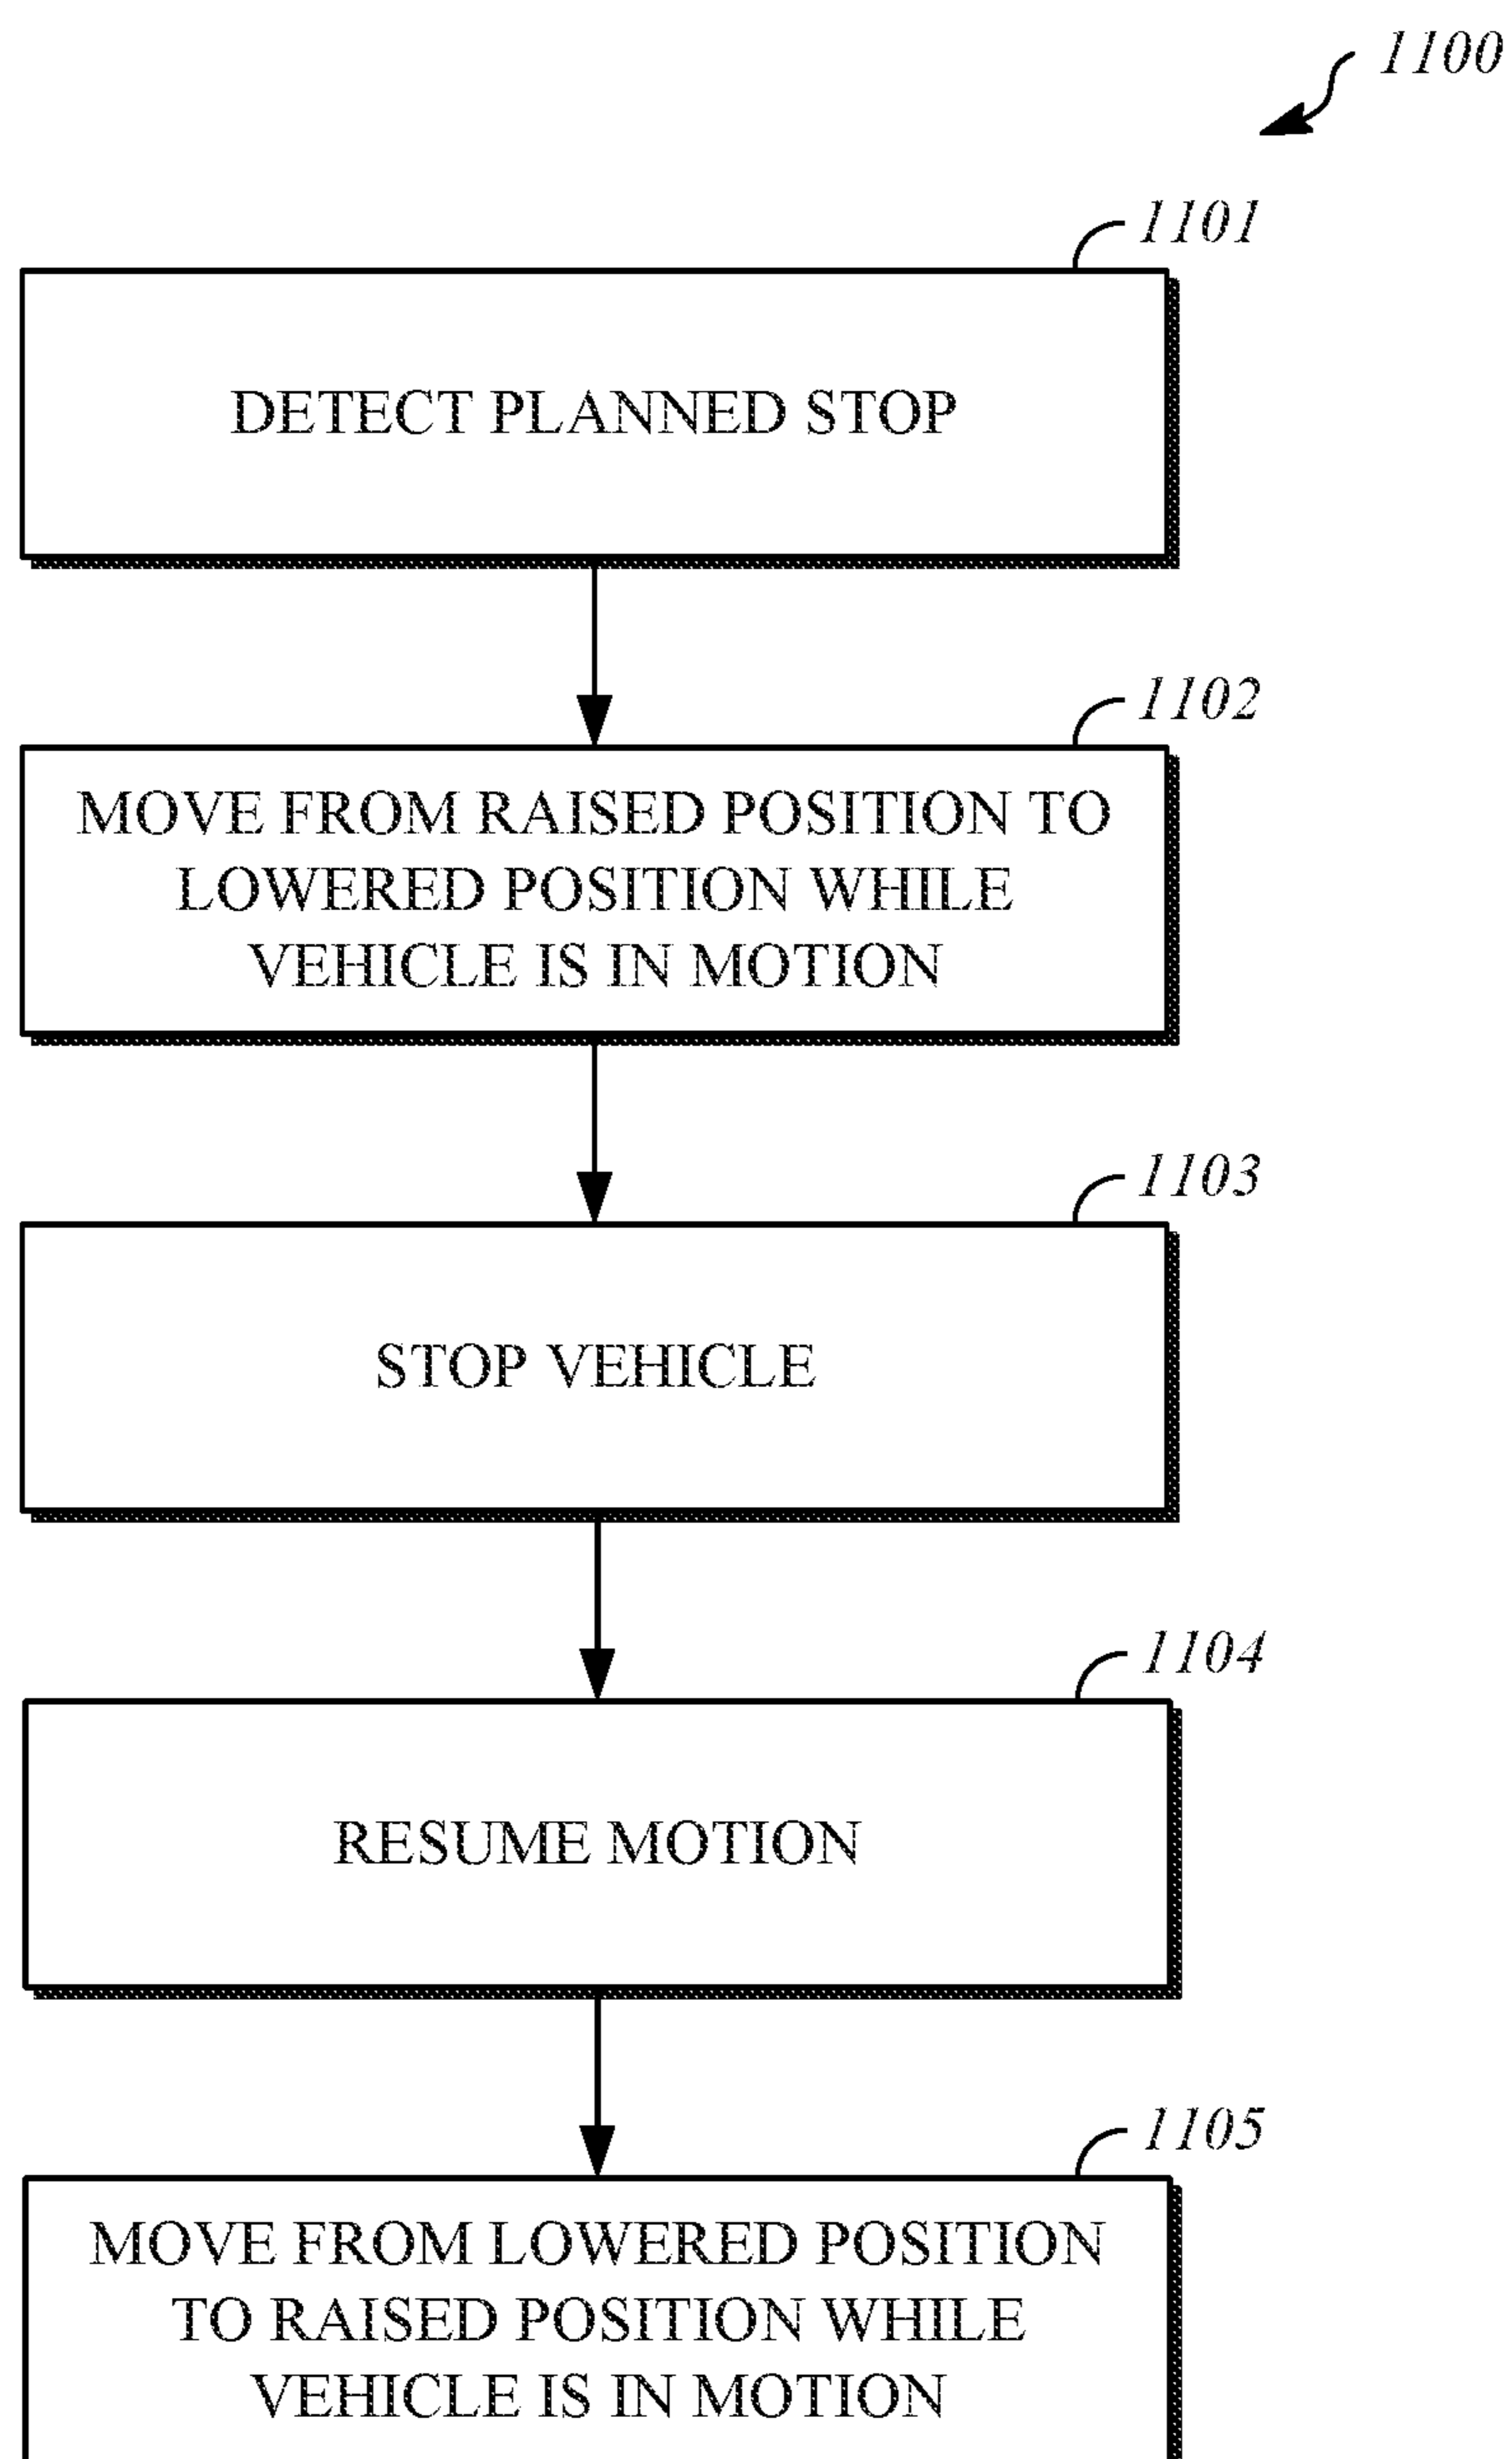 1100
1101
DETECT PLANNED STOP
1102
MOVE FROM RAISED POSITION TO
LOWERED POSITION WHILE
VEHICLE IS IN MOTION
1103
STOP VEHICLE
1104
RESUME MOTION
1105
MOVE FROM LOWERED POSITION
TO RAISED POSITION WHILE
VEHICLE IS IN MOTION